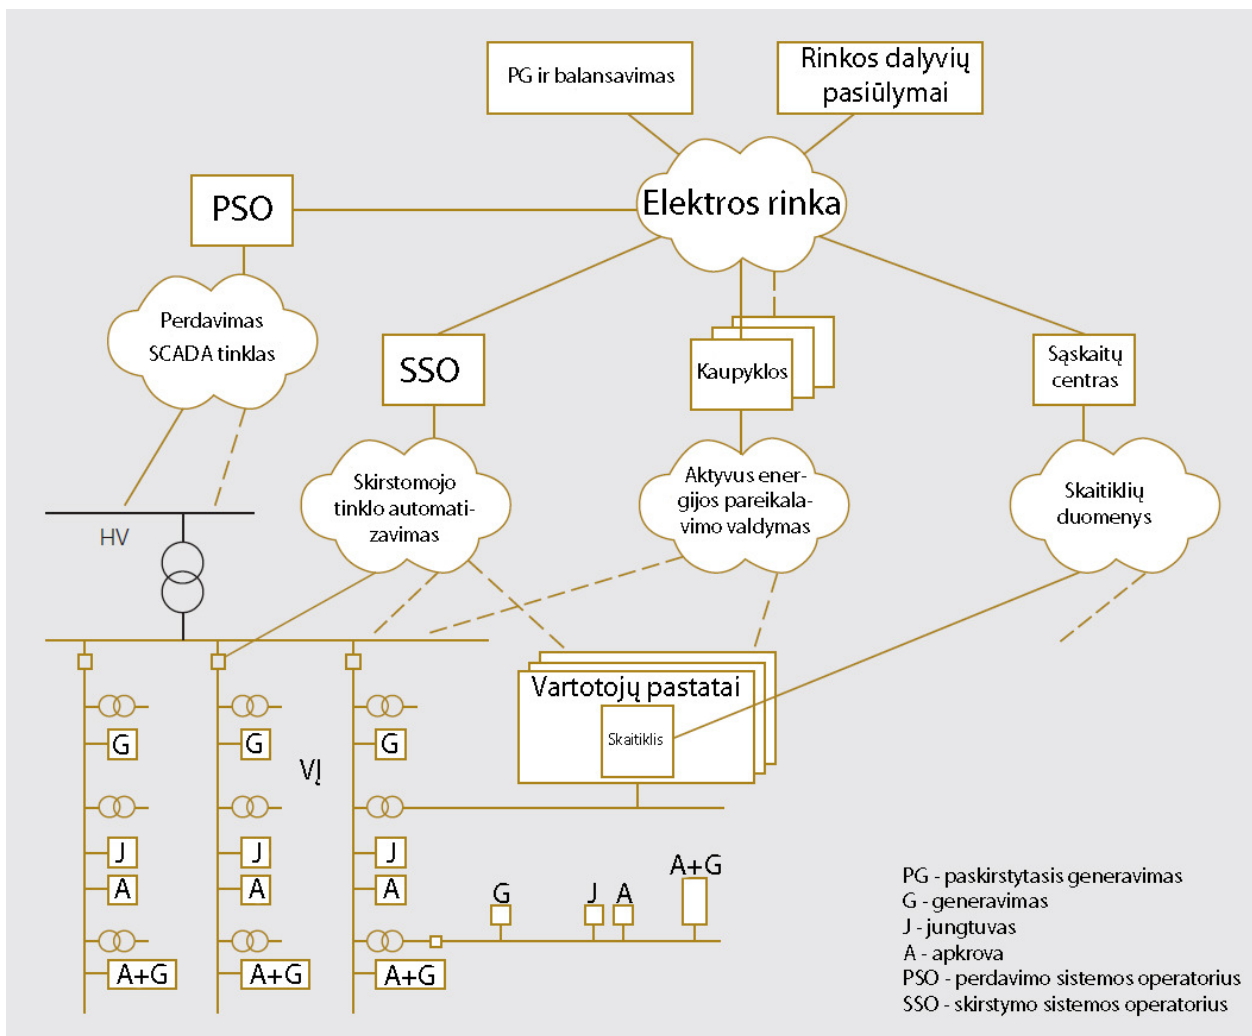 PG ir balansavimas
Rinkos dalyvių
pasiūlymai
Elektros rinka
PSO
Perdavimas
SCADA tinklas
SSO
Kaupyklos
Sąskaitų
centras
Skirstomojo
tinklo automati-
zavimas
Aktyvus ener-
gijos pareikala-
vimo valdymas
Skaitiklių
duomenys
HV
Vartotojų pastatai
Skaitiklis
G
G
G
VĮ
J
J
J
A
A
A
A+G
A+G
A+G
G
J
A
A+G
PG - paskirstytasis generavimas
G - generavimas
J - jungtuvas
A - apkrova
PSO - perdavimo sistemos operatorius
SSO - skirstymo sistemos operatorius